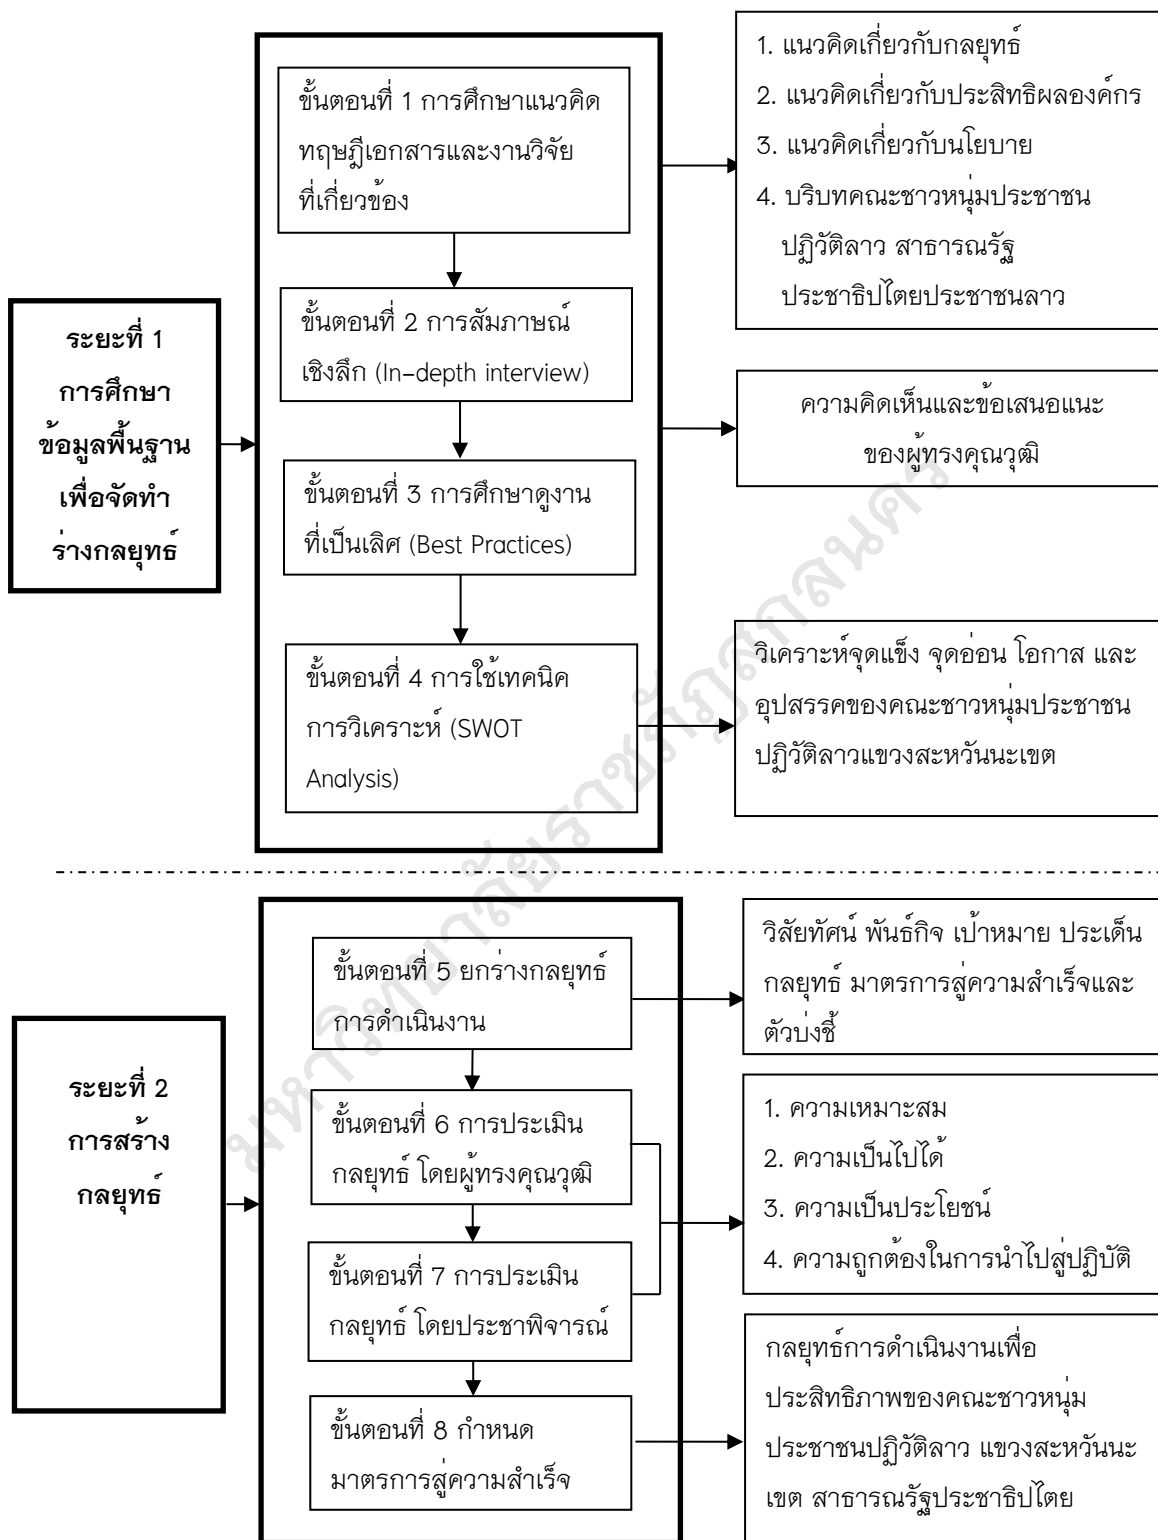 ระยะที่ 1
การศึกษา
ข้อมูลพื้นฐาน
เพื่อจัดทำ
ร่างกลยุทธ์
ขั้นตอนที่ 1 การศึกษาแนวคิด
ทฤษฎีเอกสารและงานวิจัย
ที่เกี่ยวข้อง
ขั้นตอนที่ 2 การสัมภาษณ์
เชิงลึก (In-depth interview)
ขั้นตอนที่ 3 การศึกษาดูงาน
ที่เป็นเลิศ (Best Practices)
ขั้นตอนที่ 4 การใช้เทคนิค
การวิเคราะห์ (SWOT
Analysis)
1. แนวคิดเกี่ยวกับกลยุทธ์
2. แนวคิดเกี่ยวกับประสิทธิผลองค์กร
3. แนวคิดเกี่ยวกับนโยบาย
4. บริบทคณะชาวหนุ่มประชาชน
ปฏิวัติลาว สาธารณรัฐ
ประชาธิปไตยประชาชนลาว
ความคิดเห็นและข้อเสนอแนะ
ของผู้ทรงคุณวุฒิ
วิเคราะห์จุดแข็ง จุดอ่อน โอกาส และ
อุปสรรคของคณะชาวหนุ่มประชาชน
ปฏิวัติลาวแขวงสะหวันนะเขต
ระยะที่ 2
การสร้าง
กลยุทธ์
ขั้นตอนที่ 5 ยกร่างกลยุทธ์
การดำเนินงาน
ขั้นตอนที่ 6 การประเมิน
กลยุทธ์ โดยผู้ทรงคุณวุฒิ
ขั้นตอนที่ 7 การประเมิน
กลยุทธ์ โดยประชาพิจารณ์
ขั้นตอนที่ 8 กำหนด
มาตรการสู่ความสำเร็จ
วิสัยทัศน์ พันธ์กิจ เป้าหมาย ประเด็น
กลยุทธ์ มาตรการสู่ความสำเร็จและ
ตัวบ่งชี้
1. ความเหมาะสม
2. ความเป็นไปได้
3. ความเป็นประโยชน์
4. ความถูกต้องในการนำไปสู่ปฏิบัติ
กลยุทธ์การดำเนินงานเพื่อ
ประสิทธิภาพของคณะชาวหนุ่ม
ประชาชนปฏิวัติลาว แขวงสะหวันนะ
เขต สาธารณรัฐประชาธิปไตย
มหาวิทยาลัยราชภัฏสกลนคร